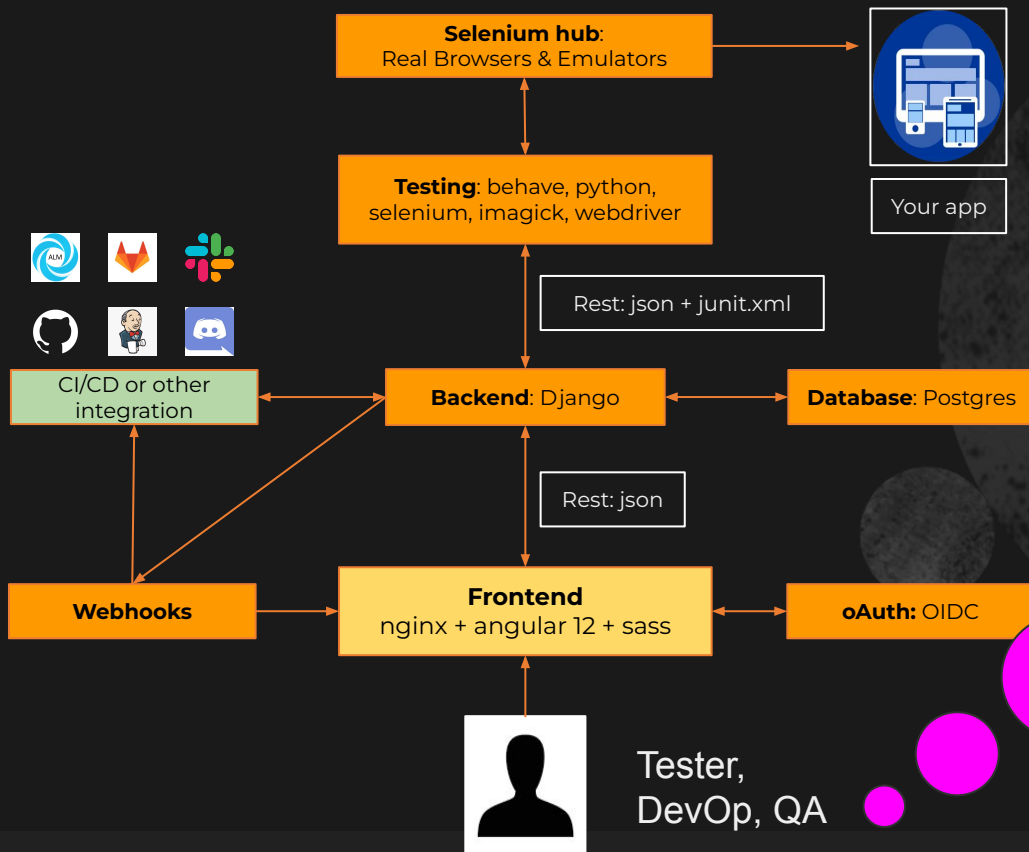 Selenium hub:
Real Browsers & Emulators
Testing: behave, python,
selenium, imagick, webdriver
Your app
ALM
Rest: json + junit.xml
CI/CD or other
integration
Backend: Django
Database: Postgres
Rest: json
Webhooks
Frontend
nginx + angular 12 + sass
oAuth: OIDC
Tester,
DevOp, QA